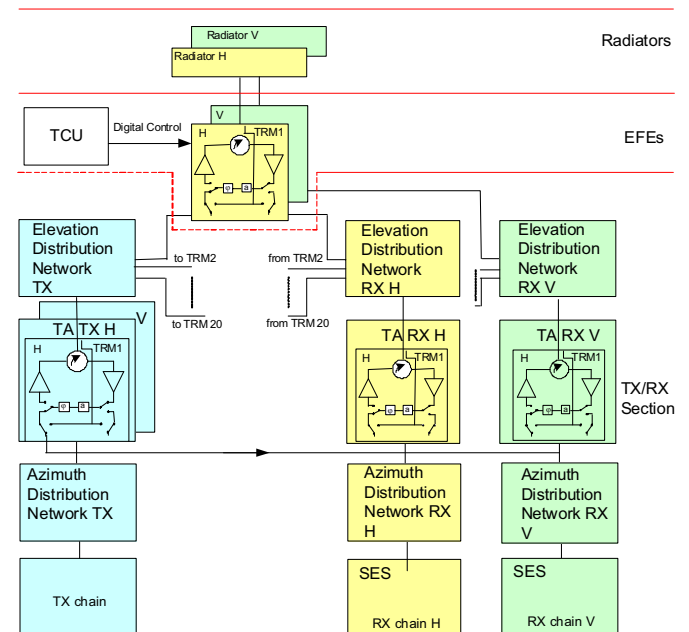 Radiator V
Radiator H
Radiators
V
TCU
Digital Control
H
TRM1
EFEs
φ
a
Elevation
Distribution
Network
TX
to TRM2
to TRM 20
from TRM2
from TRM 20
Elevation
Distribution
Network
RX H
Elevation
Distribution
Network
RX V
V
TA TX H
H
TRM1
φ
a
TA RX H
H
TRM1
φ
a
TA RX V
H
TRM1
φ
a
TX/RX
Section
Azimuth
Distribution
Network TX
Azimuth
Distribution
Network RX
H
Azimuth
Distribution
Network RX
V
TX chain
SES
RX chain H
SES
RX chain V